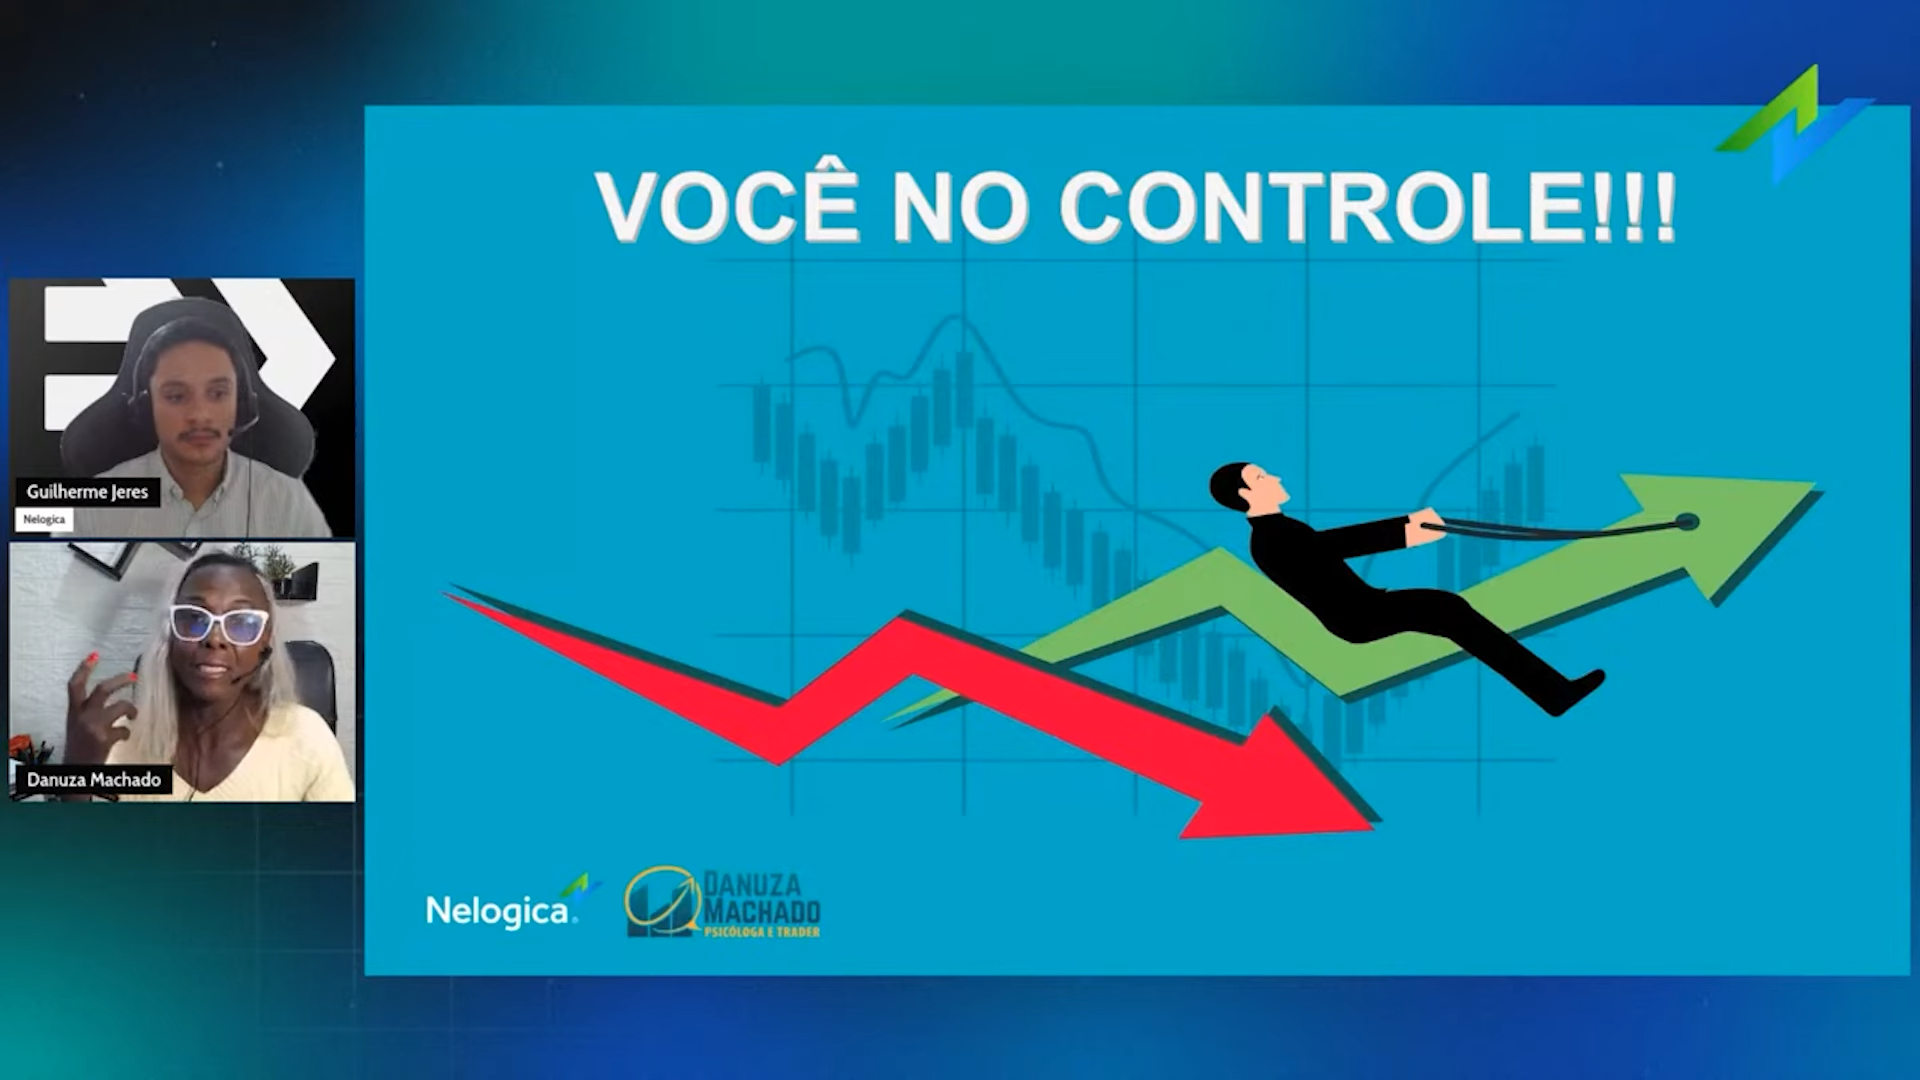 VOCÊ NO CONTROLE!!!
Guilherme Jeres
Nelogica
Danuza Machado
Nelogica
DANUZA
MACHADO
PSICÓLOGA E TRADER